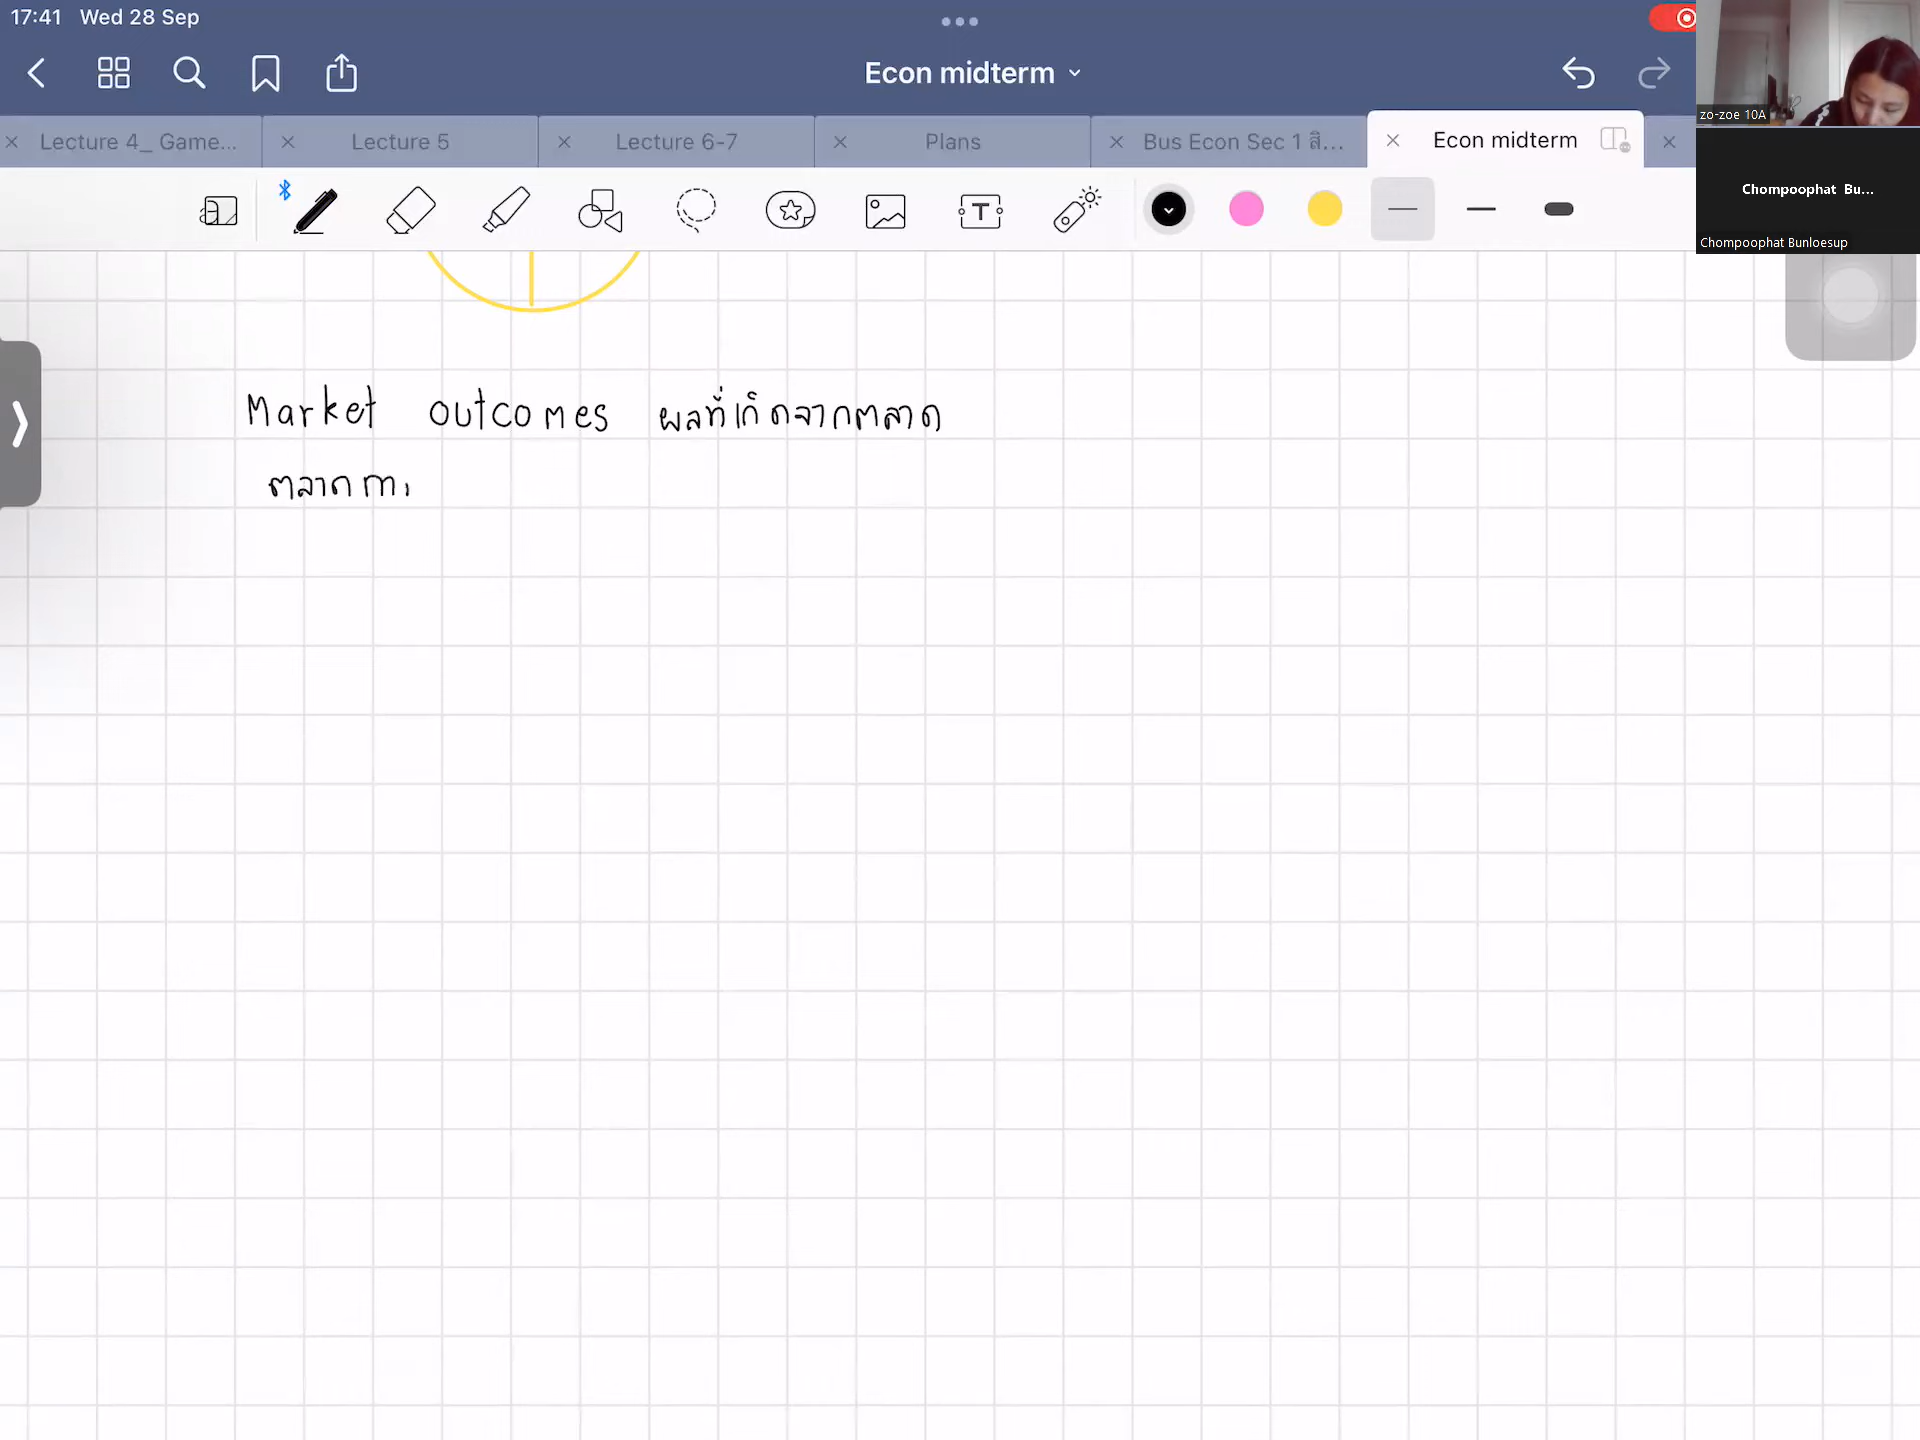 17:41 Wed 28 Sep
Econ midterm
zo-zoe 10A
Lecture 4_ Game...
Lecture 5
Lecture 6-7
Plans
Bus Econ Sec 1 สิ...
Econ midterm
Chompoophat Bu...
Chompoophat Bunloesup
Market outcomes ผลที่เกิดจากตลาด
ตลาด